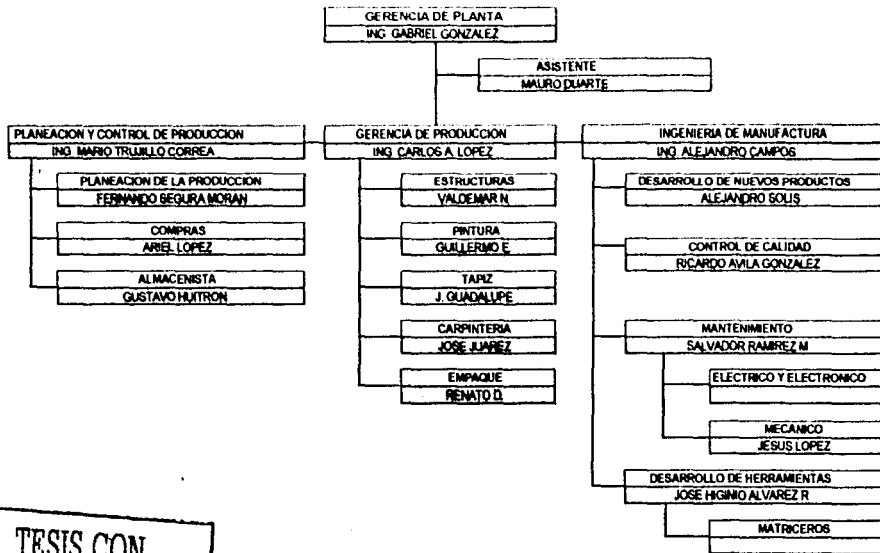 GERENCIA DE PLANTA
ING. GABRIEL GONZALEZ
ASISTENTE
MAURO DUARTE
PLANEACION Y CONTROL DE PRODUCCION
ING. MARIO TRUJILLO CORREA
PLANEACION DE LA PRODUCCION
FERNANDO SEGURA MORAN
COMPRAS
ARIEL LOPEZ
ALMACENISTA
GUSTAVO HUITRON
GERENCIA DE PRODUCCION
ING. CARLOS A. LOPEZ
ESTRUCTURAS
VALDEMAR N.
PINTURA
GUILLERMO E.
TAPIZ
J. GUADALUPE
CARPINTERIA
JOSE JUAREZ
EMPAQUE
RENATO D.
INGENIERIA DE MANUFACTURA
ING. ALEJANDRO CAMPOS
DESARROLLO DE NUEVOS PRODUCTOS
ALEJANDRO SOLIS
CONTROL DE CALIDAD
RICARDO AVILA GONZALEZ
MANTENIMIENTO
SALVADOR RAMIREZ M
ELECTRICO Y ELECTRONICO
MECANICO
JESUS LOPEZ
DESARROLLO DE HERRAMIENTAS
JOSE HIGINIO ALVAREZ R
MATRICEROS
TESIS CON